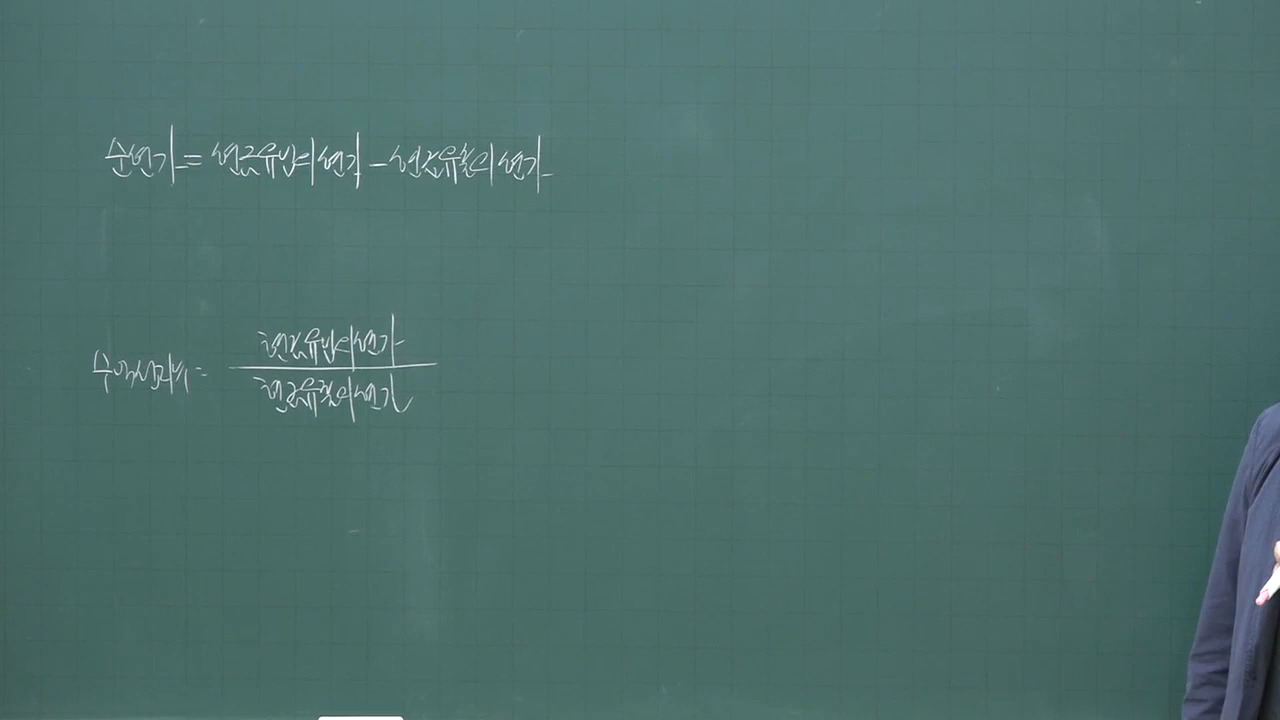 순현가 = 현금유입의 현가 - 현금유출의 현가
수익성지수 = 현금유입의 현가 / 현금유출의 현가